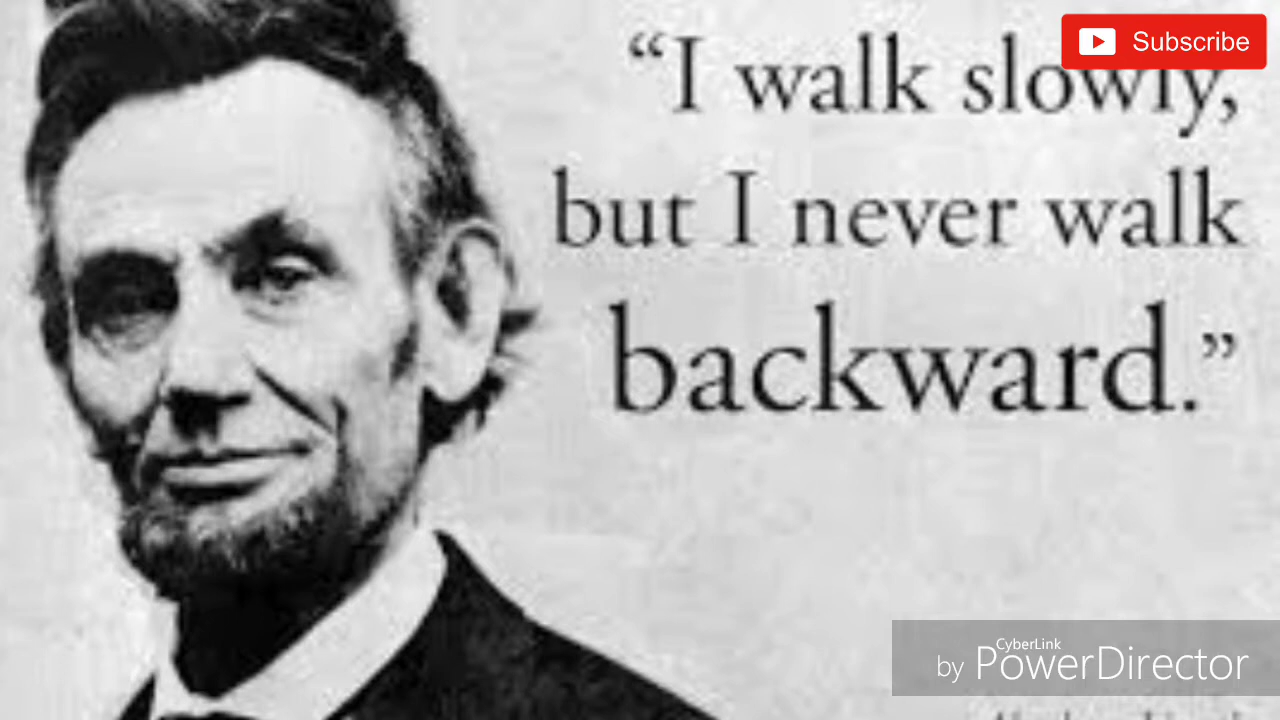 Subscribe
“I walk slowly,
but I never walk
backward.”
CyberLink
by PowerDirector